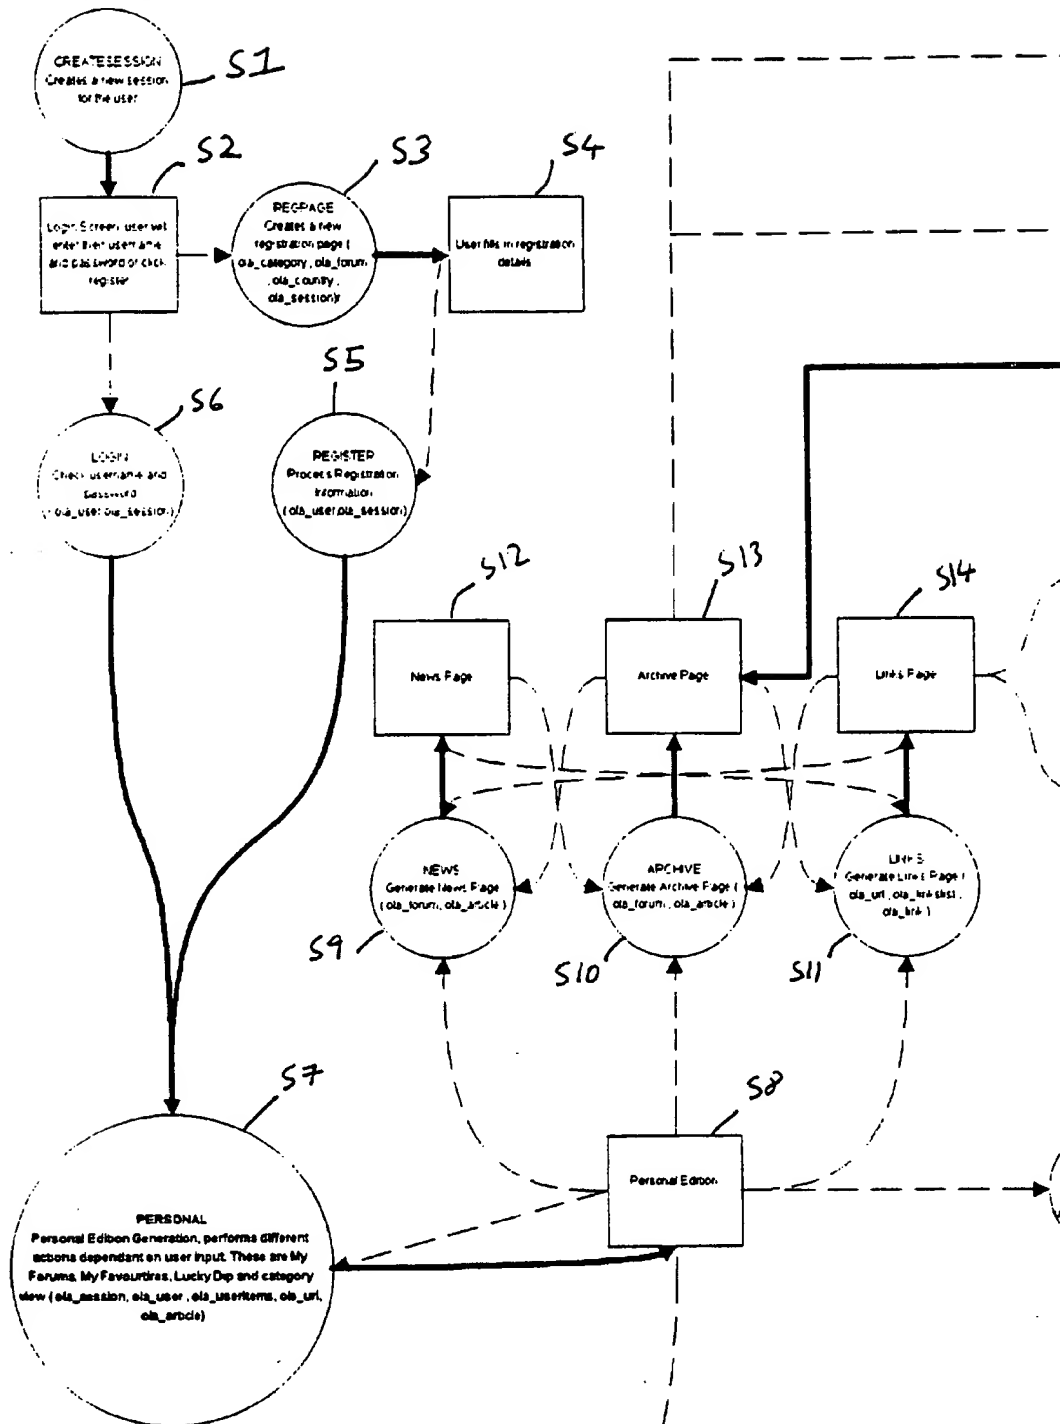 CREATESESSION
Creates a new session
for the user
S1
S2
Login Screen, user wil
enter their username
and password or click
register
S3
REGPAGE
Creates a new
registration page (
ola_category, ola_forum
, ola_country,
ola_session)
S4
User fills in registration
details
S5
REGISTER
Process Registration
Information
(ola_user, ola_session)
S6
LOGIN
Check username and
password
(ola_user, ola_session)
S12
News Page
S13
Archive Page
S14
Links Page
NEWS
Generate News Page
(ola_forum, ola_article)
S9
ARCHIVE
Generate Archive Page (
ola_forum, ola_article)
S10
LINKS
Generate Links Page (
ola_url, ola_linkslist,
ola_link)
S11
S7
PERSONAL
Personal Edition Generation, performs different
actions dependant on user input. These are My
Forums, My Favourtires, Lucky Dip and category
view (ola_session, ola_user, ola_useritems, ola_url,
ola_article)
S8
Personal Edition